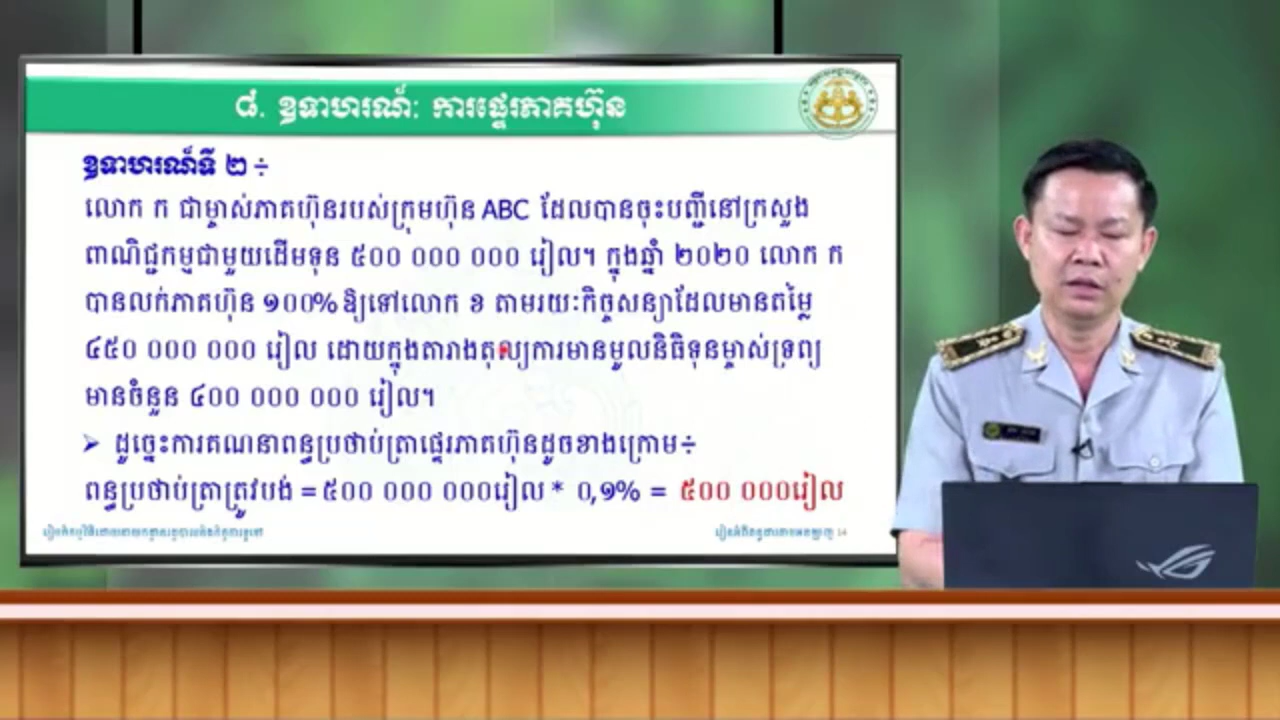 ៨. ឧទាហរណ៍: ការផ្ទេរភាគហ៊ុន
ឧទាហរណ៍ទី ២ ÷
លោក ក ជាម្ចាស់ភាគហ៊ុនរបស់ក្រុមហ៊ុន ABC ដែលបានចុះបញ្ជីនៅក្រសួង
ពាណិជ្ជកម្មជាមួយដើមទុន ៥០០ ០០០ ០០០ រៀល។ ក្នុងឆ្នាំ ២០២០ លោក ក
បានលក់ភាគហ៊ុន ១០០% ឱ្យទៅលោក ខ តាមរយៈកិច្ចសន្យាដែលមានតម្លៃ
៤៥០ ០០០ ០០០ រៀល ដោយក្នុងតារាងតុល្យការមានមូលនិធិទុនម្ចាស់ទ្រព្យ
មានចំនួន ៤០០ ០០០ ០០០ រៀល។
➢ ដូច្នេះការគណនាពន្ធប្រថាប់ត្រាផ្ទេរភាគហ៊ុនដូចខាងក្រោម÷
ពន្ធប្រថាប់ត្រាត្រូវបង់ = ៥០០ ០០០ ០០០រៀល * ០,១% = ៥០០ ០០០រៀល
14